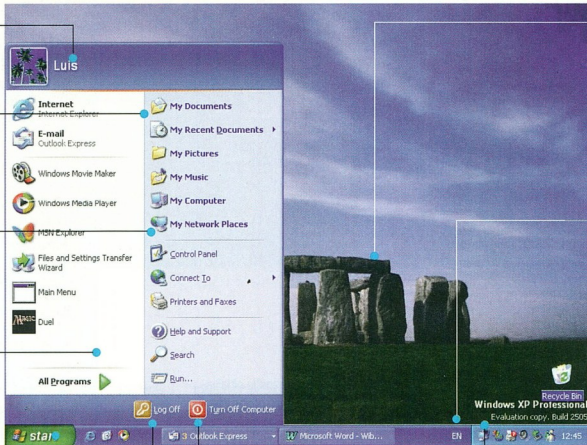 Luis
Internet
Internet Explorer
E-mail
Outlook Express
Windows Movie Maker
Windows Media Player
MSN Explorer
Files and Settings Transfer
Wizard
Main Menu
Duel
All Programs
My Documents
My Recent Documents
My Pictures
My Music
My Computer
My Network Places
Control Panel
Connect To
Printers and Faxes
Help and Support
Search
Run...
Log Off
Turn Off Computer
Recycle Bin
Windows XP Professional
Evaluation copy. Build 2505
start
3 Outlook Express
Microsoft Word - Wib...
EN
12:45